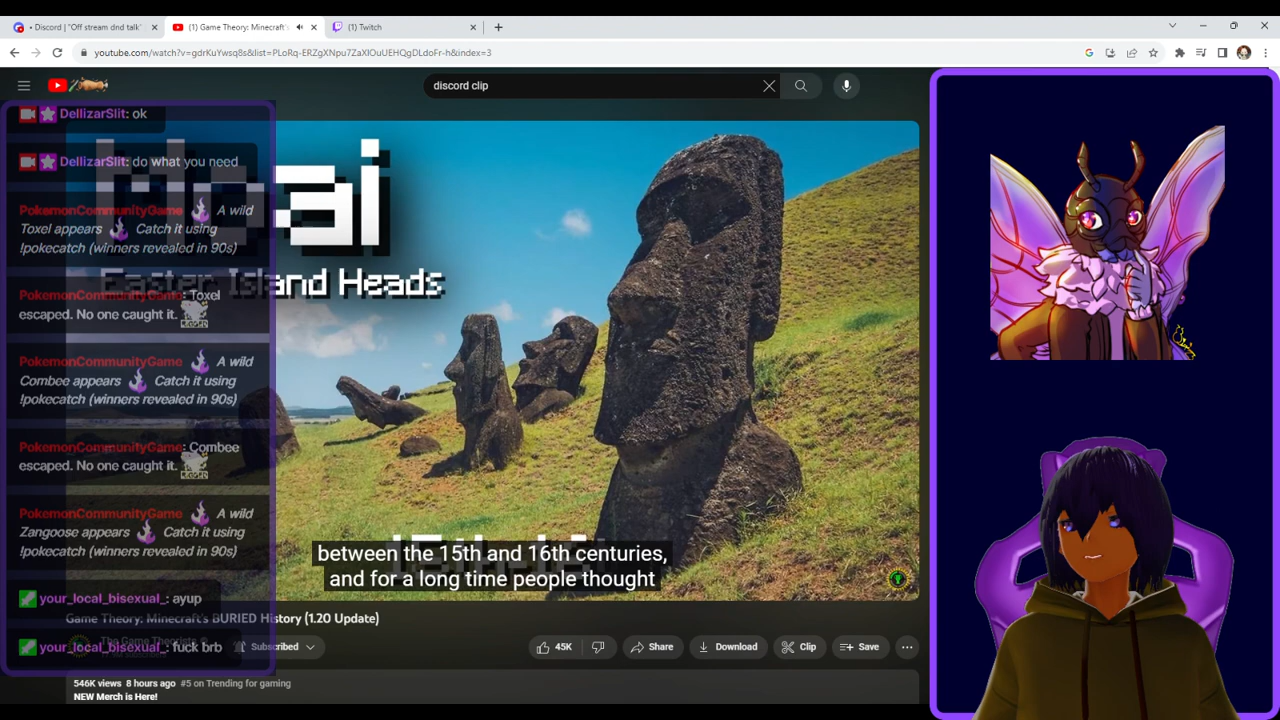 • Discord | "Off stream dnd talk"
(1) Game Theory: Minecraft's
(1) Twitch
youtube.com/watch?v=gdrKuYwsq8s&list=PLoRq-ERZgXNpu7ZaXIOuUEHQgDLdoFr-h&index=3
discord clip
DellizarSlit: ok
DellizarSlit: do what you need
PokemonCommunityGame A wild
Toxel appears Catch it using
!pokecatch (winners revealed in 90s)
PokemonCommunityGame: Toxel
escaped. No one caught it.
PokemonCommunityGame A wild
Combee appears Catch it using
!pokecatch (winners revealed in 90s)
PokemonCommunityGame: Combee
escaped. No one caught it.
PokemonCommunityGame A wild
Zangoose appears Catch it using
!pokecatch (winners revealed in 90s)
your_local_bisexual_: ayup
your_local_bisexual_: fuck brb
Moai
Easter Island Heads
between the 15th and 16th centuries,
and for a long time people thought
Game Theory: Minecraft's BURIED History (1.20 Update)
The Game Theorists
Subscribed
45K
Share
Download
Clip
Save
546K views 8 hours ago #5 on Trending for gaming
NEW Merch is Here!